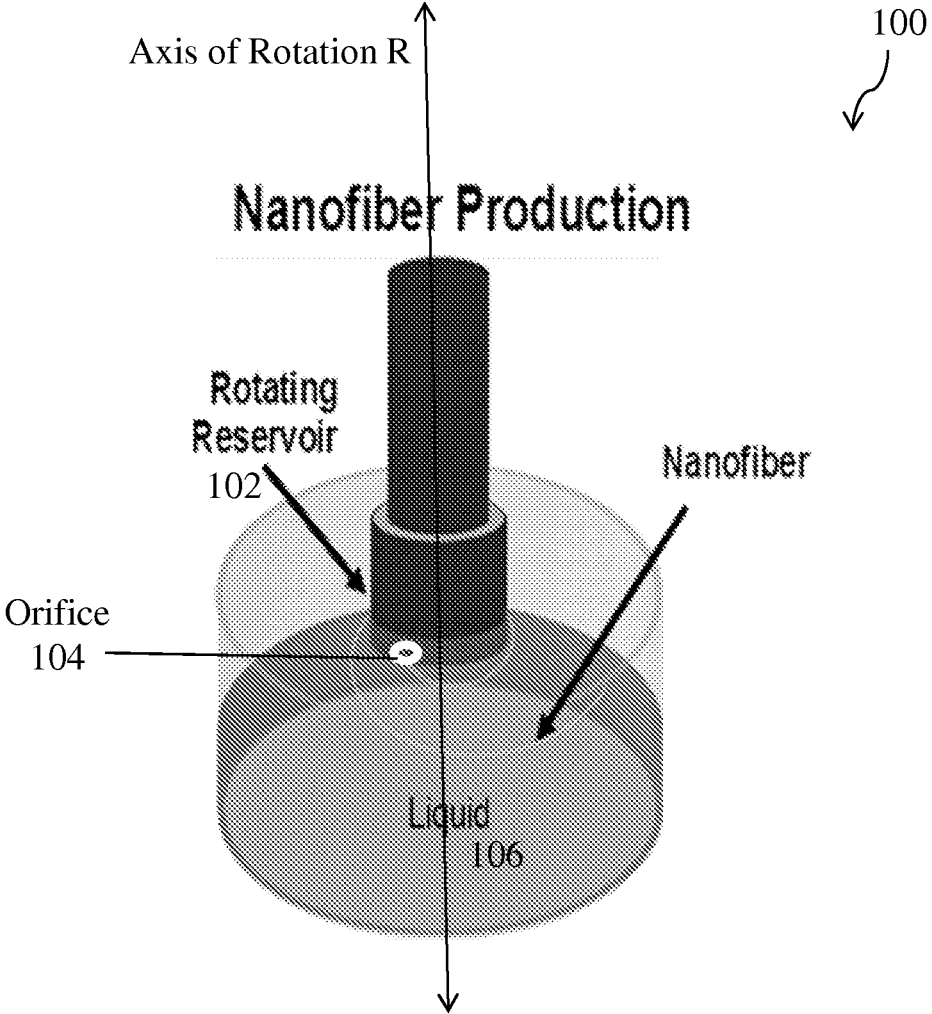 100
Axis of Rotation R
Nanofiber Production
Rotating
Reservoir
102
Nanofiber
Orifice
104
Liquid
106